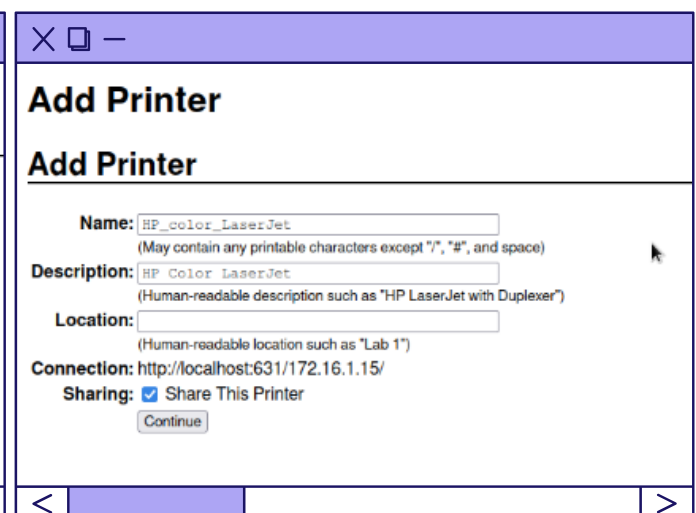 Add Printer
Add Printer
Name: HP_color_LaserJet
(May contain any printable characters except "/", "#", and space)
Description: HP Color LaserJet
(Human-readable description such as "HP LaserJet with Duplexer")
Location:
(Human-readable location such as "Lab 1")
Connection: http://localhost:631/172.16.1.15/
Sharing: Share This Printer
Continue